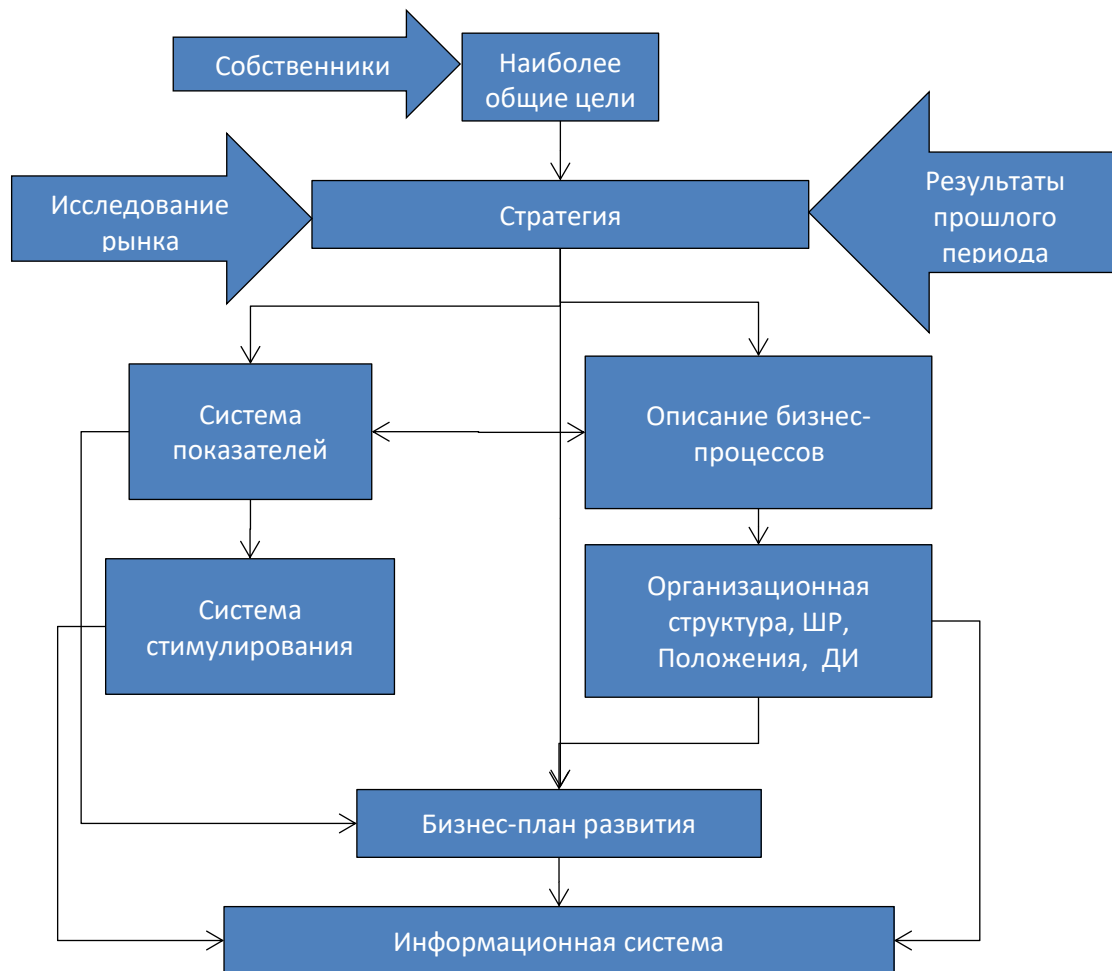 Собственники
Наиболее
общие цели
Исследование
рынка
Стратегия
Результаты
прошлого
периода
Система
показателей
Описание бизнес-
процессов
Система
стимулирования
Организационная
структура, ШР,
Положения, ДИ
Бизнес-план развития
Информационная система